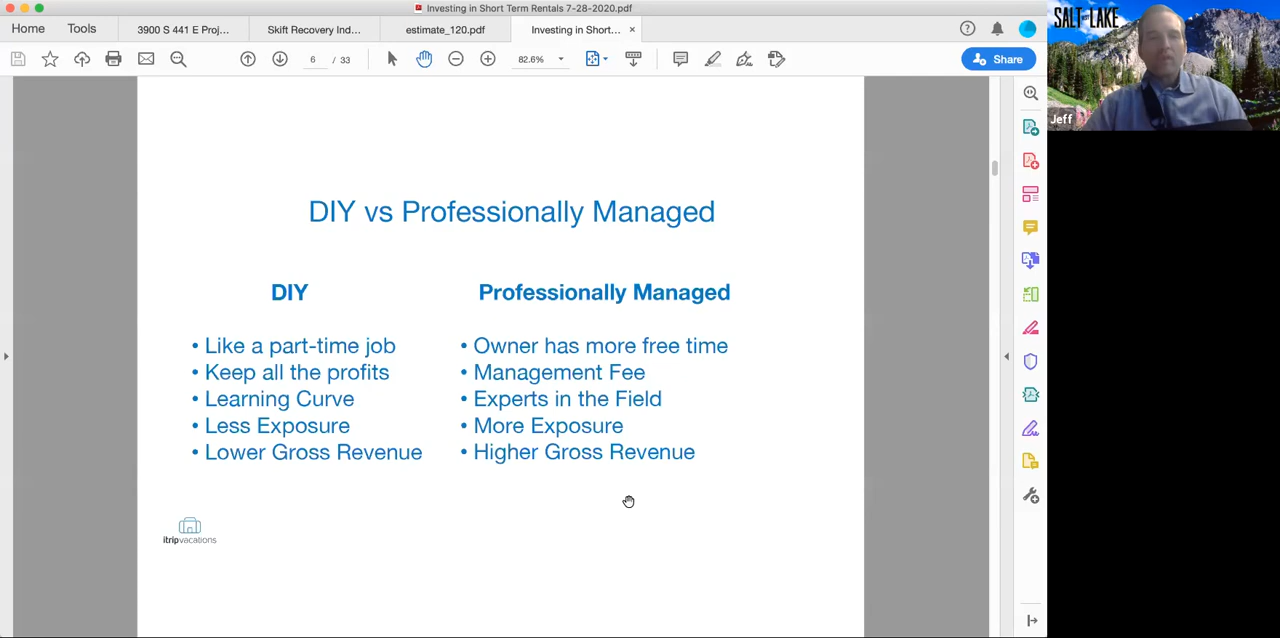 Investing in Short Term Rentals 7-28-2020.pdf
Home Tools 3900 S 441 E Proj... Skift Recovery Ind... estimate_120.pdf Investing in Short... ×
6 / 33 82.6% Share
SALT LAKE
Jeff
DIY vs Professionally Managed
DIY
• Like a part-time job
• Keep all the profits
• Learning Curve
• Less Exposure
• Lower Gross Revenue
Professionally Managed
• Owner has more free time
• Management Fee
• Experts in the Field
• More Exposure
• Higher Gross Revenue
itripvacations